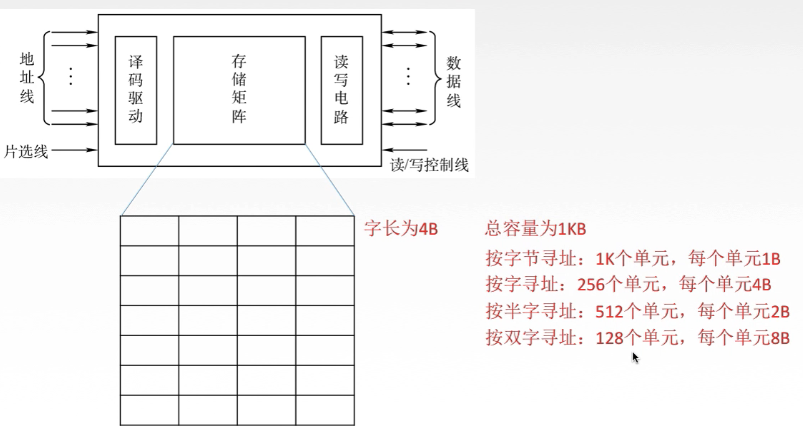 地址线
片选线
译码驱动
存储矩阵
读写电路
数据线
读/写控制线
字长为4B
总容量为1KB
按字节寻址：1K个单元，每个单元1B
按字寻址：256个单元，每个单元4B
按半字寻址：512个单元，每个单元2B
按双字寻址：128个单元，每个单元8B